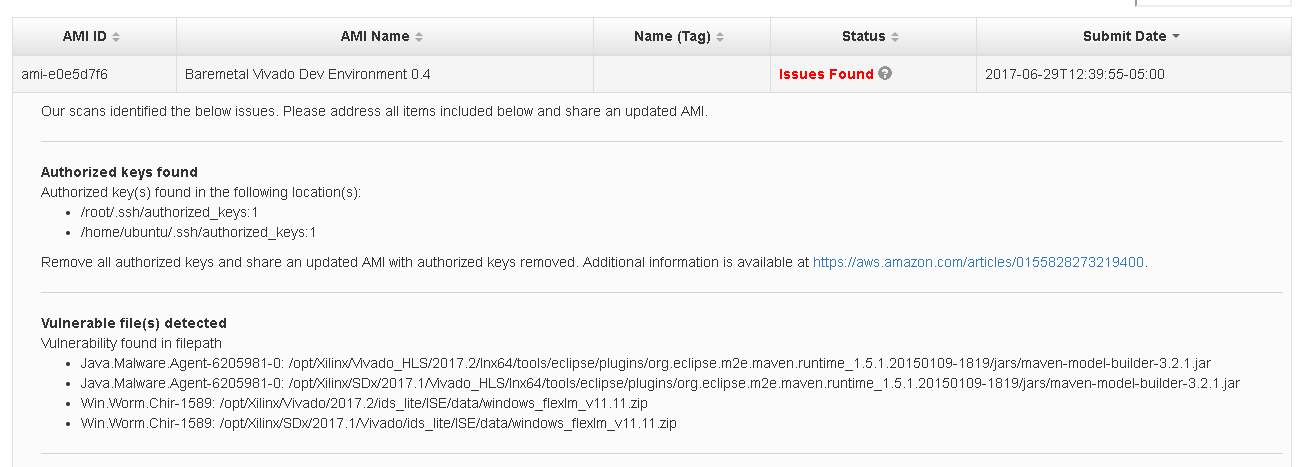 AMI ID AMI Name Name (Tag) Status Submit Date
ami-e0e5d7f6 Baremetal Vivado Dev Environment 0.4 Issues Found 2017-06-29T12:39:55-05:00
Our scans identified the below issues. Please address all items included below and share an updated AMI.
Authorized keys found
Authorized key(s) found in the following location(s):
• /root/.ssh/authorized_keys:1
• /home/ubuntu/.ssh/authorized_keys:1
Remove all authorized keys and share an updated AMI with authorized keys removed. Additional information is available at https://aws.amazon.com/articles/0155828273219400.
Vulnerable file(s) detected
Vulnerability found in filepath
• Java.Malware.Agent-6205981-0: /opt/Xilinx/Vivado_HLS/2017.2/lnx64/tools/eclipse/plugins/org.eclipse.m2e.maven.runtime_1.5.1.20150109-1819/jars/maven-model-builder-3.2.1.jar
• Java.Malware.Agent-6205981-0: /opt/Xilinx/SDx/2017.1/Vivado_HLS/lnx64/tools/eclipse/plugins/org.eclipse.m2e.maven.runtime_1.5.1.20150109-1819/jars/maven-model-builder-3.2.1.jar
• Win.Worm.Chir-1589: /opt/Xilinx/Vivado/2017.2/ids_lite/ISE/data/windows_flexlm_v11.11.zip
• Win.Worm.Chir-1589: /opt/Xilinx/SDx/2017.1/Vivado/ids_lite/ISE/data/windows_flexlm_v11.11.zip